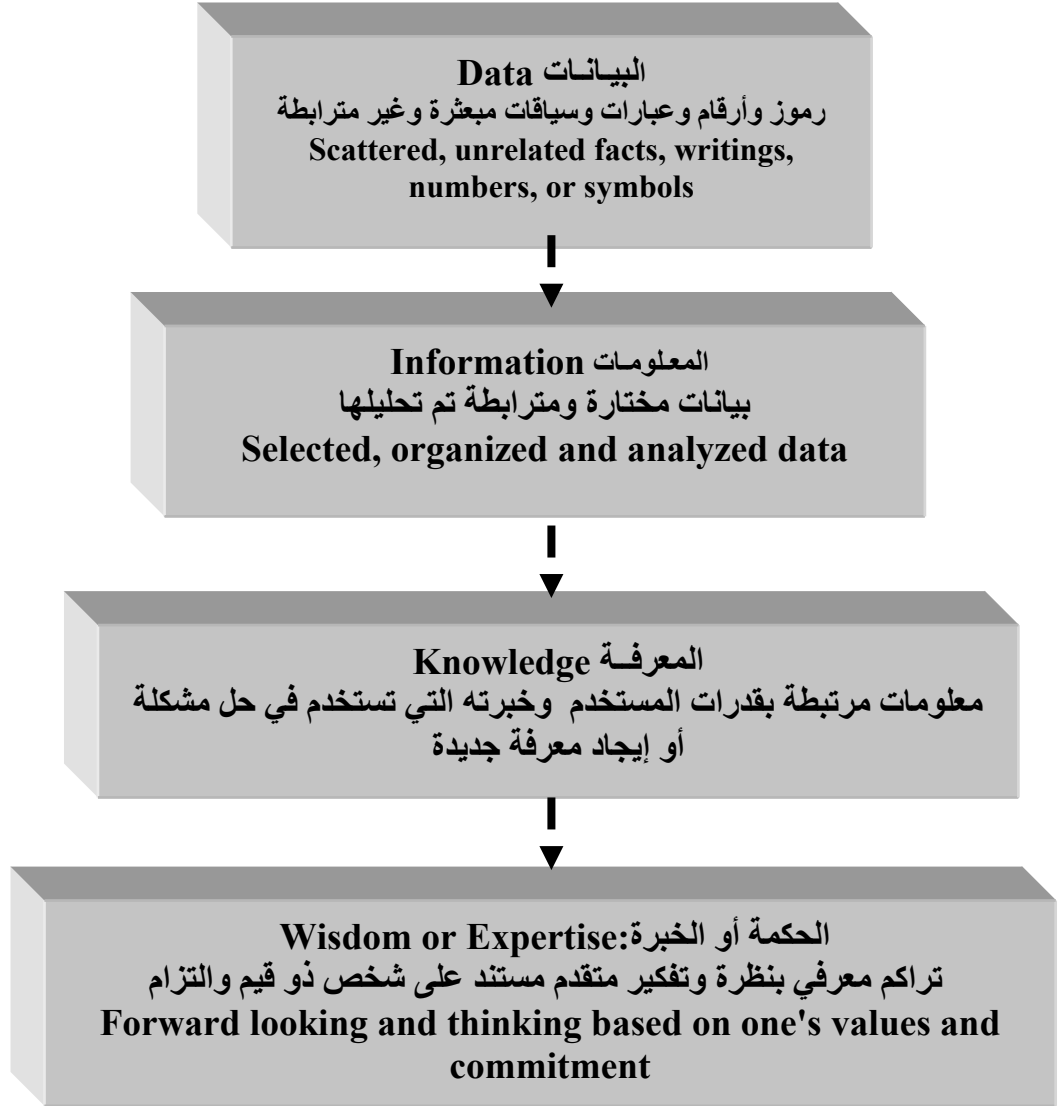 البيـانـات Data
رموز وأرقام وعبارات وسياقات مبعثرة وغير مترابطة
Scattered, unrelated facts, writings,
numbers, or symbols
المعلومـات Information
بيانات مختارة ومترابطة تم تحليلها
Selected, organized and analyzed data
المعرفــة Knowledge
معلومات مرتبطة بقدرات المستخدم وخبرته التي تستخدم في حل مشكلة
أو إيجاد معرفة جديدة
الحكمة أو الخبرة:Wisdom or Expertise
تراكم معرفي بنظرة وتفكير متقدم مستند على شخص ذو قيم والتزام
Forward looking and thinking based on one's values and
commitment